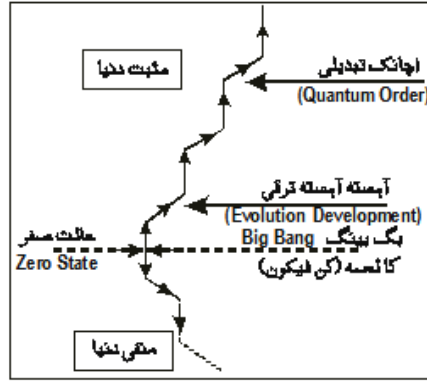 اچانک تبدیلی
(Quantum Order)
مثبت دنیا
آہستہ آہستہ ترقی
(Evolution Development)
بگ بینگ Big Bang
کا لمحہ (کن فیکون)
حالت صفر
Zero State
منفی دنیا